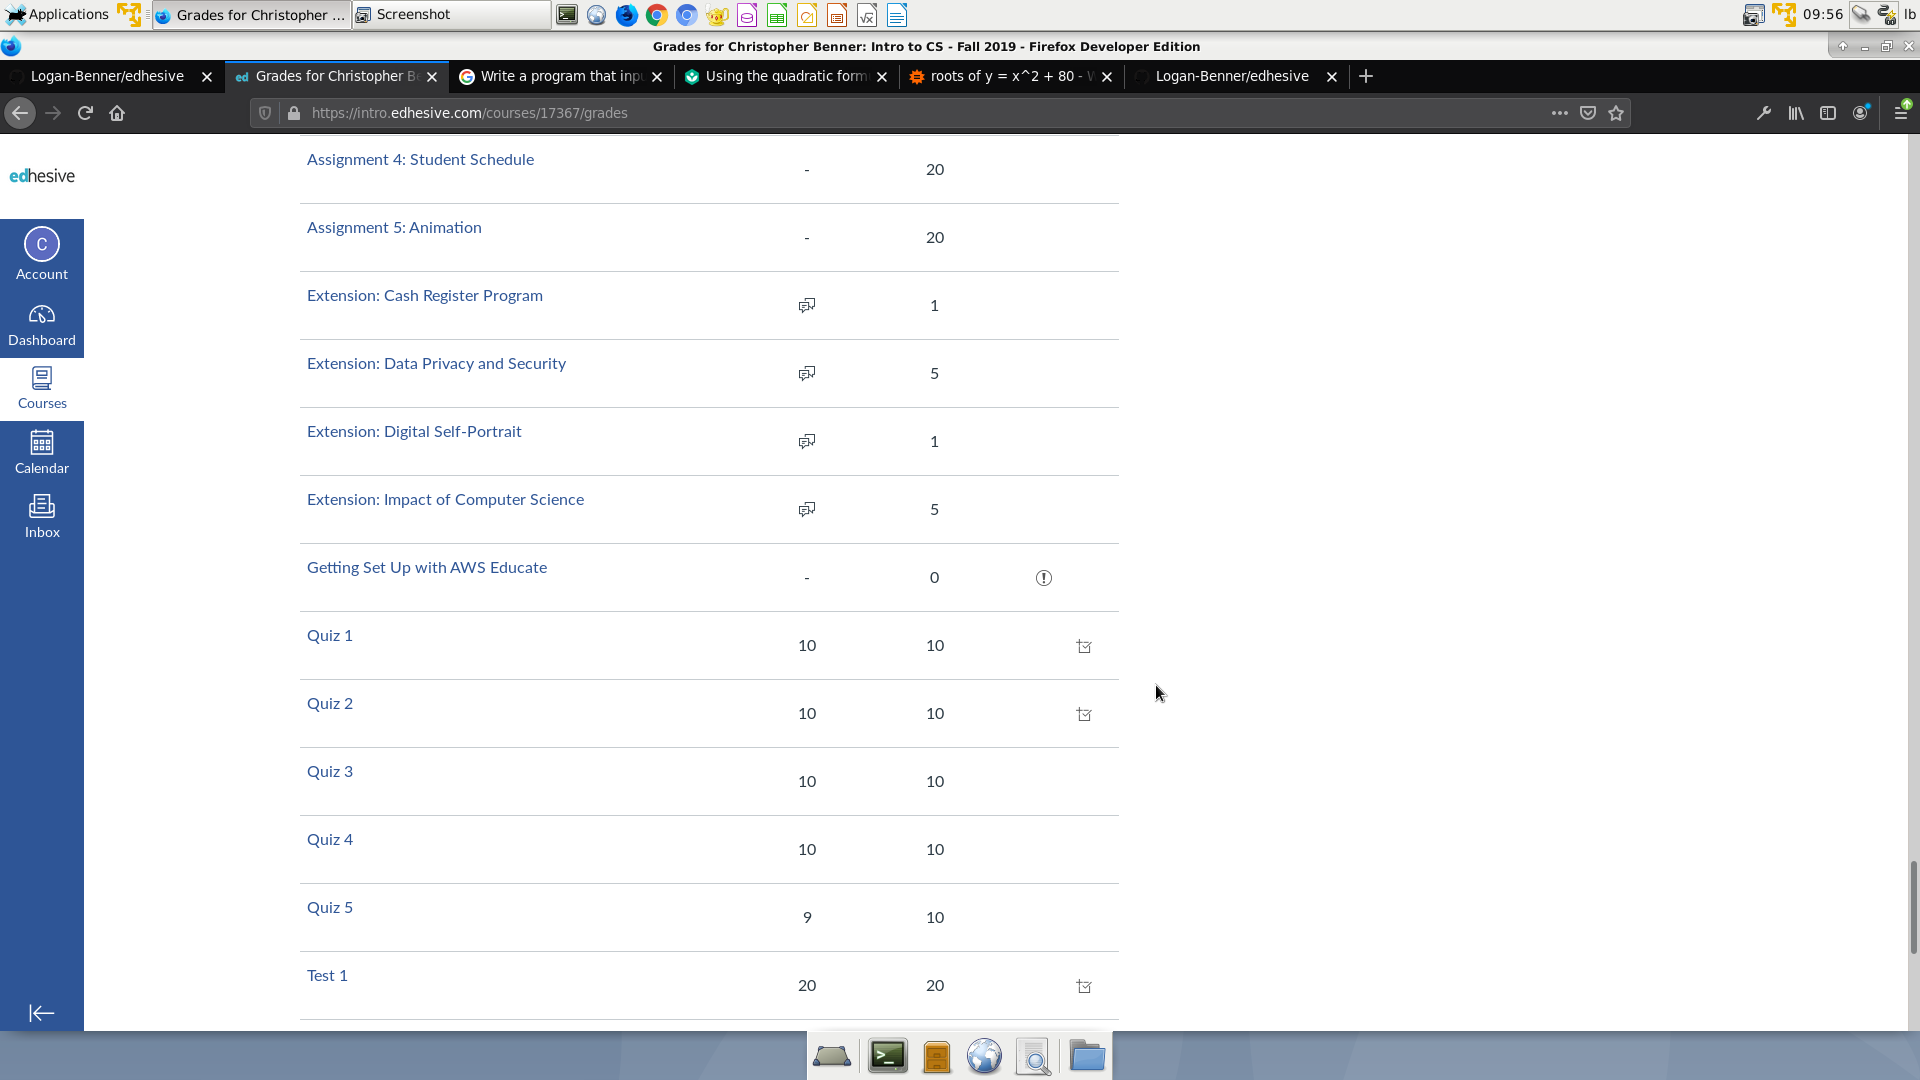 Applications
Grades for Christopher ...
Screenshot
09:56
lb
Grades for Christopher Benner: Intro to CS - Fall 2019 - Firefox Developer Edition
Logan-Benner/edhesive
Grades for Christopher Be
Write a program that inpu
Using the quadratic form
roots of y = x^2 + 80 - W
Logan-Benner/edhesive
https://intro.edhesive.com/courses/17367/grades
edhesive
C
Account
Dashboard
Courses
Calendar
Inbox
Assignment 4: Student Schedule - 20
Assignment 5: Animation - 20
Extension: Cash Register Program 1
Extension: Data Privacy and Security 5
Extension: Digital Self-Portrait 1
Extension: Impact of Computer Science 5
Getting Set Up with AWS Educate - 0
Quiz 1 10 10
Quiz 2 10 10
Quiz 3 10 10
Quiz 4 10 10
Quiz 5 9 10
Test 1 20 20